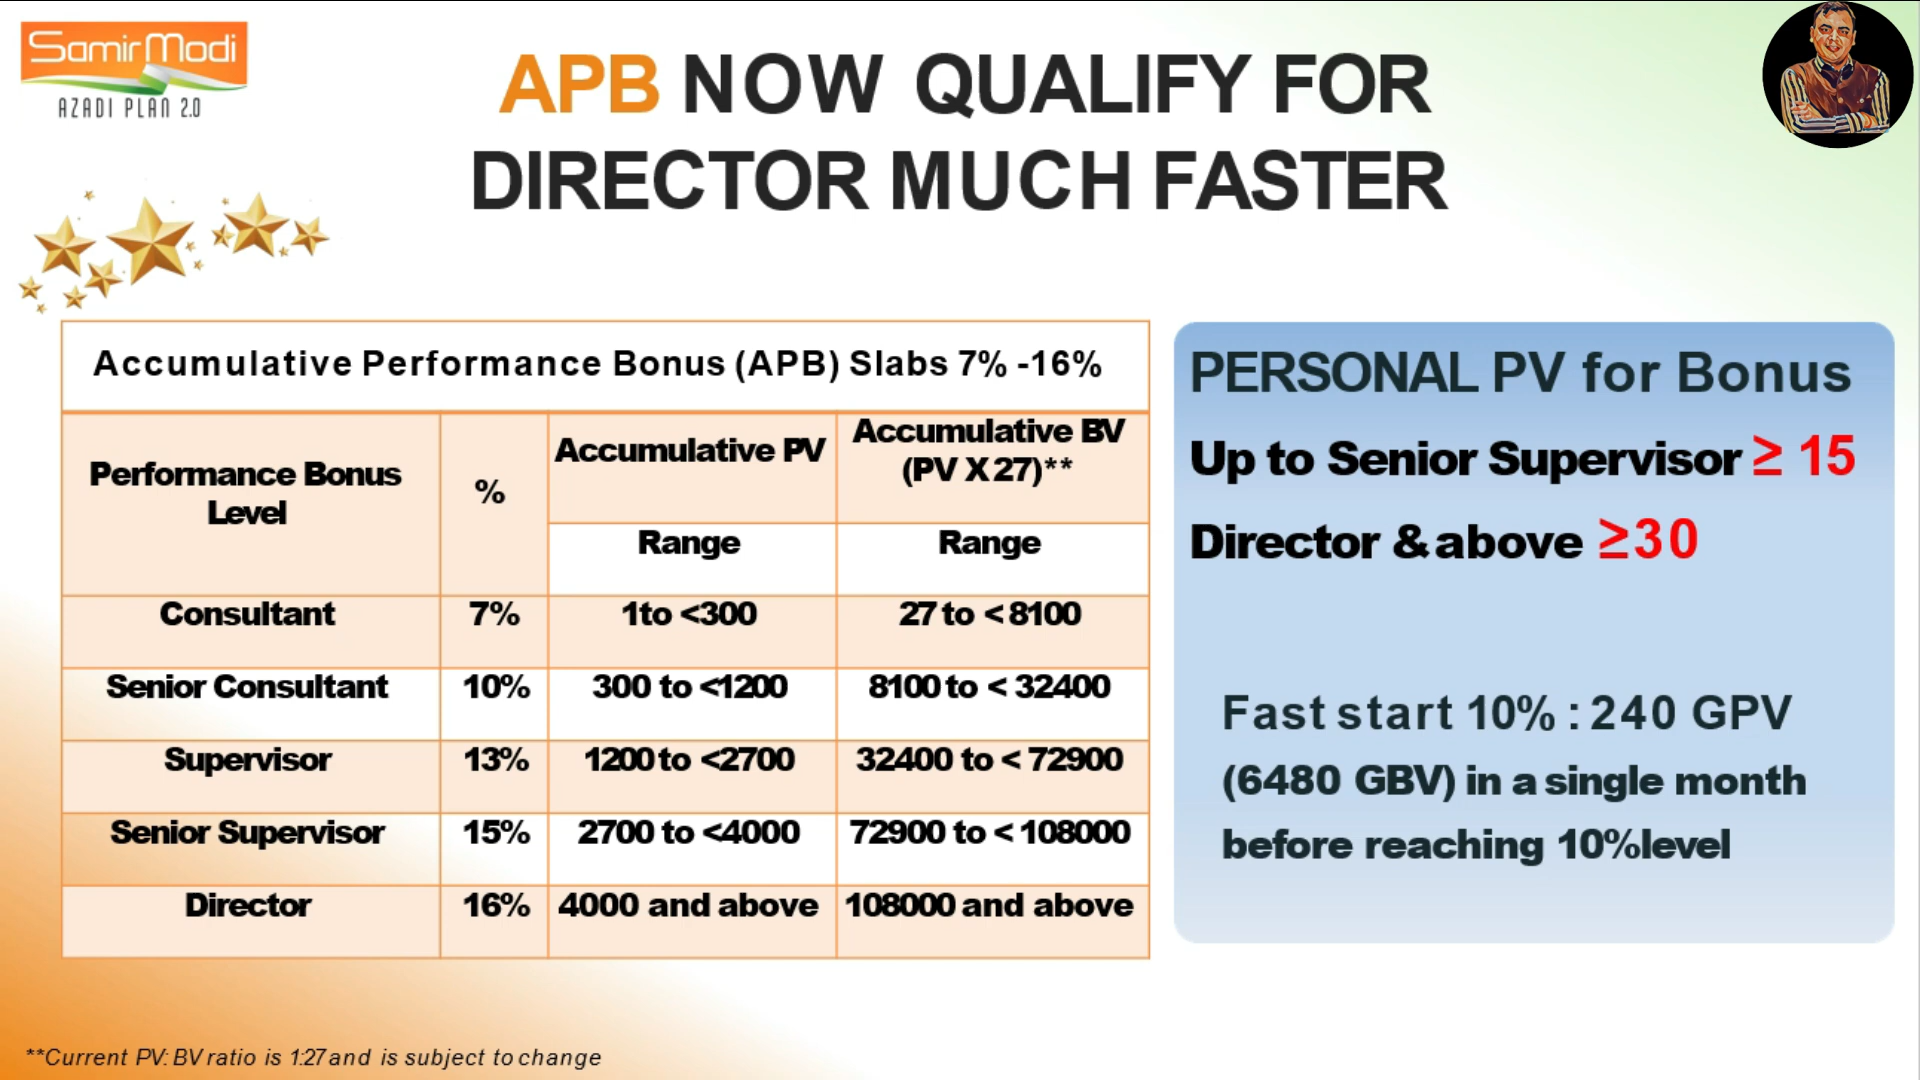 Samir Modi
AZADI PLAN 2.0
APB NOW QUALIFY FOR
DIRECTOR MUCH FASTER
Accumulative Performance Bonus (APB) Slabs 7% -16%
Performance Bonus
Level
%
Accumulative PV
Accumulative BV
(PV X 27)**
Range
Range
Consultant 7% 1to <300 27 to < 8100
Senior Consultant 10% 300 to <1200 8100 to < 32400
Supervisor 13% 1200 to <2700 32400 to < 72900
Senior Supervisor 15% 2700 to <4000 72900 to < 108000
Director 16% 4000 and above 108000 and above
PERSONAL PV for Bonus
Up to Senior Supervisor ≥ 15
Director & above ≥30
Fast start 10% : 240 GPV
(6480 GBV) in a single month
before reaching 10%level
**Current PV: BV ratio is 1:27 and is subject to change